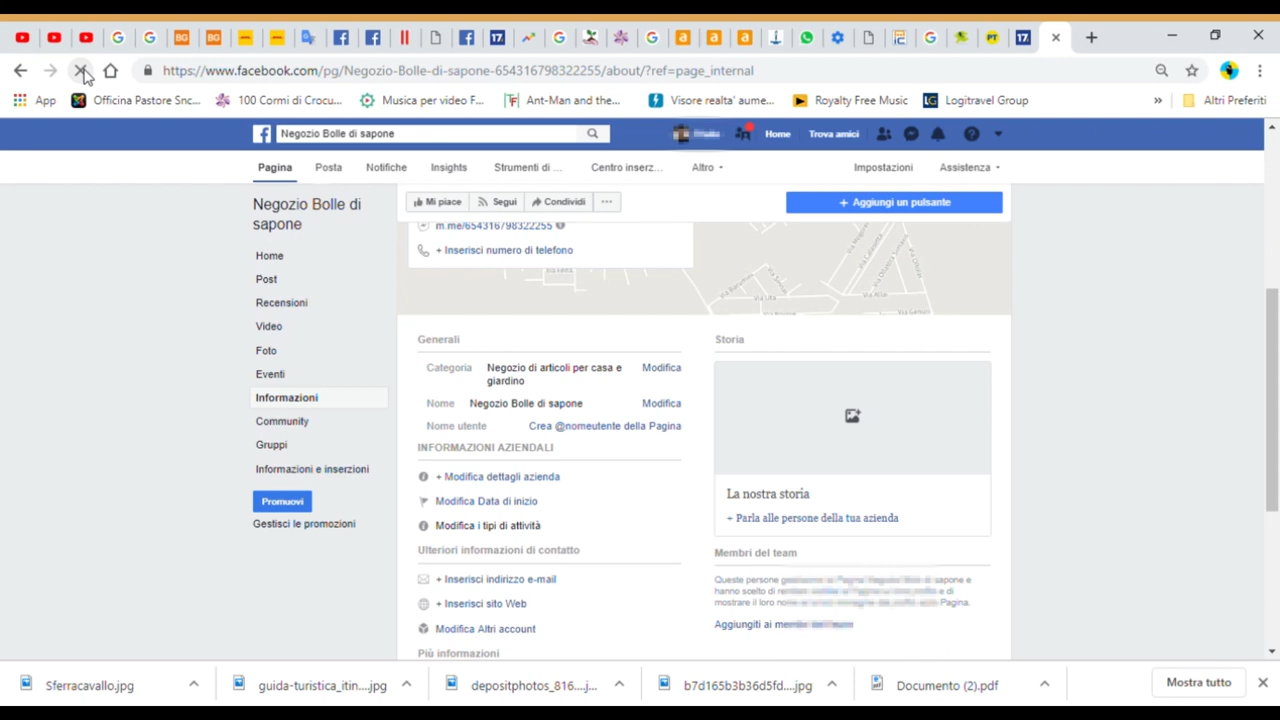 17.
BG
BG
17
a
a
a
PT
17
https://www.facebook.com/pg/Negozio-Bolle-di-sapone-654316798322255/about/?ref=page_internal
App
Officina Pastore Snc...
100 Cormi di Crocu...
Musica per video F...
Ant-Man and the...
Visore realta' aume...
Royalty Free Music
LG Logitravel Group
»
Altri Preferiti
Negozio Bolle di sapone
Home
Trova amici
Pagina
Posta
Notifiche
Insights
Strumenti di ...
Centro inserz...
Altro
Impostazioni
Assistenza
Negozio Bolle di
sapone
Home
Post
Recensioni
Video
Foto
Eventi
Informazioni
Community
Gruppi
Informazioni e inserzioni
Promuovi
Gestisci le promozioni
Mi piace
Segui
Condividi
...
+ Aggiungi un pulsante
m.me/654316798322255
+ Inserisci numero di telefono
Generali
Categoria Negozio di articoli per casa e Modifica
giardino
Nome Negozio Bolle di sapone Modifica
Nome utente Crea @nomeutente della Pagina
INFORMAZIONI AZIENDALI
+ Modifica dettagli azienda
Modifica Data di inizio
Modifica i tipi di attività
Ulteriori informazioni di contatto
+ Inserisci indirizzo e-mail
+ Inserisci sito Web
Modifica Altri account
Più informazioni
Storia
La nostra storia
+ Parla alle persone della tua azienda
Membri del team
Queste persone sapone e
hanno scelto di e di
mostrare il loro Pagina.
Aggiungiti ai
Sferracavallo.jpg
guida-turistica_itin....jpg
depositphotos_816....j...
b7d165b3b36d5fd....jpg
Documento (2).pdf
Mostra tutto